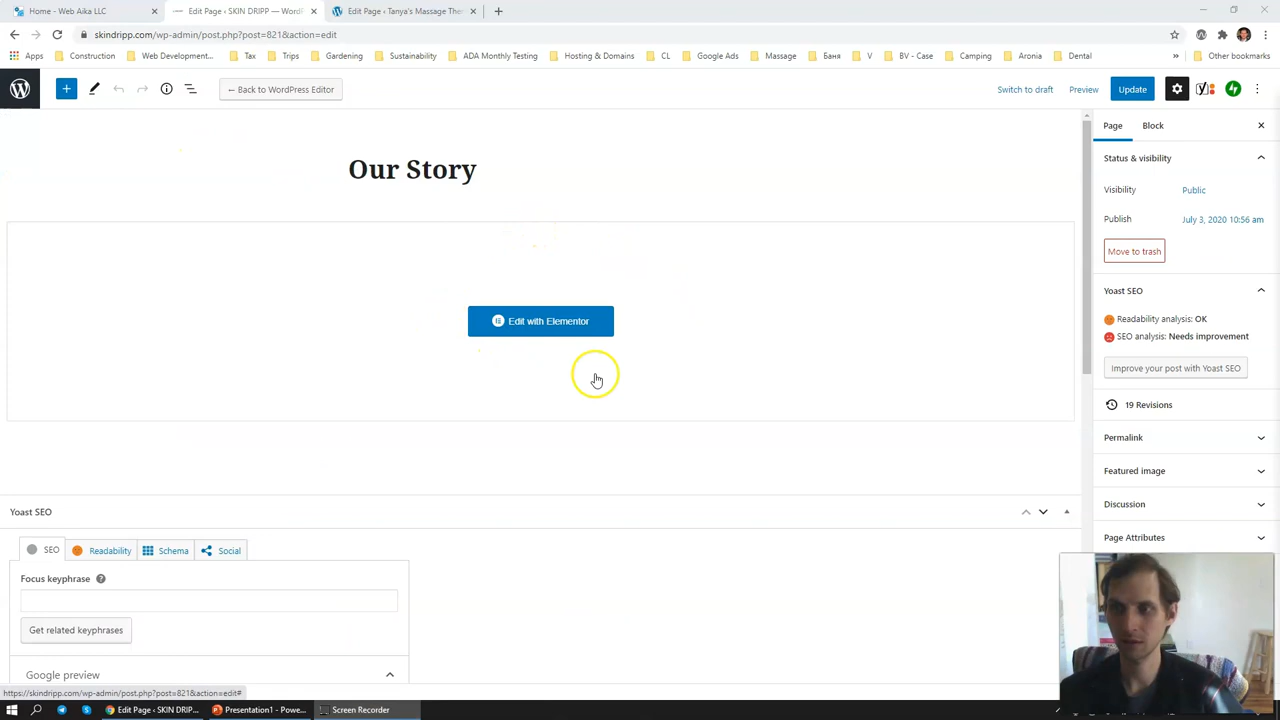 Home - Web Aika LLC
Edit Page ‹ SKIN DRIPP — WordP
Edit Page ‹ Tanya's Massage The
skindripp.com/wp-admin/post.php?post=821&action=edit
Apps Construction Web Development... Tax Trips Gardening Sustainability ADA Monthly Testing Hosting & Domains CL Google Ads Massage Баня V BV - Case Camping Aronia Dental » Other bookmarks
← Back to WordPress Editor
Switch to draft Preview Update
Page Block
Our Story
Status & visibility
Visibility Public
Publish July 3, 2020 10:56 am
Move to trash
Yoast SEO
Readability analysis: OK
SEO analysis: Needs improvement
Improve your post with Yoast SEO
Edit with Elementor
19 Revisions
Permalink
Featured image
Discussion
Page Attributes
Yoast SEO
SEO Readability Schema Social
Focus keyphrase ?
Get related keyphrases
Google preview
https://skindripp.com/wp-admin/post.php?post=821&action=edit#
Edit Page ‹ SKIN DRIP... Presentation1 - Powe... Screen Recorder